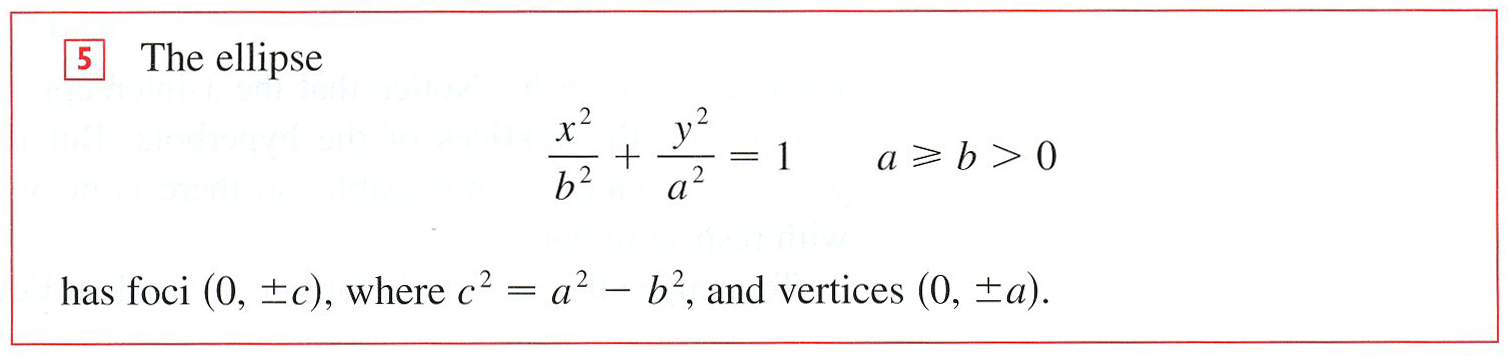 5 The ellipse
x²/b² + y²/a² = 1 a ⩾ b > 0
has foci (0, ±c), where c² = a² − b², and vertices (0, ±a).